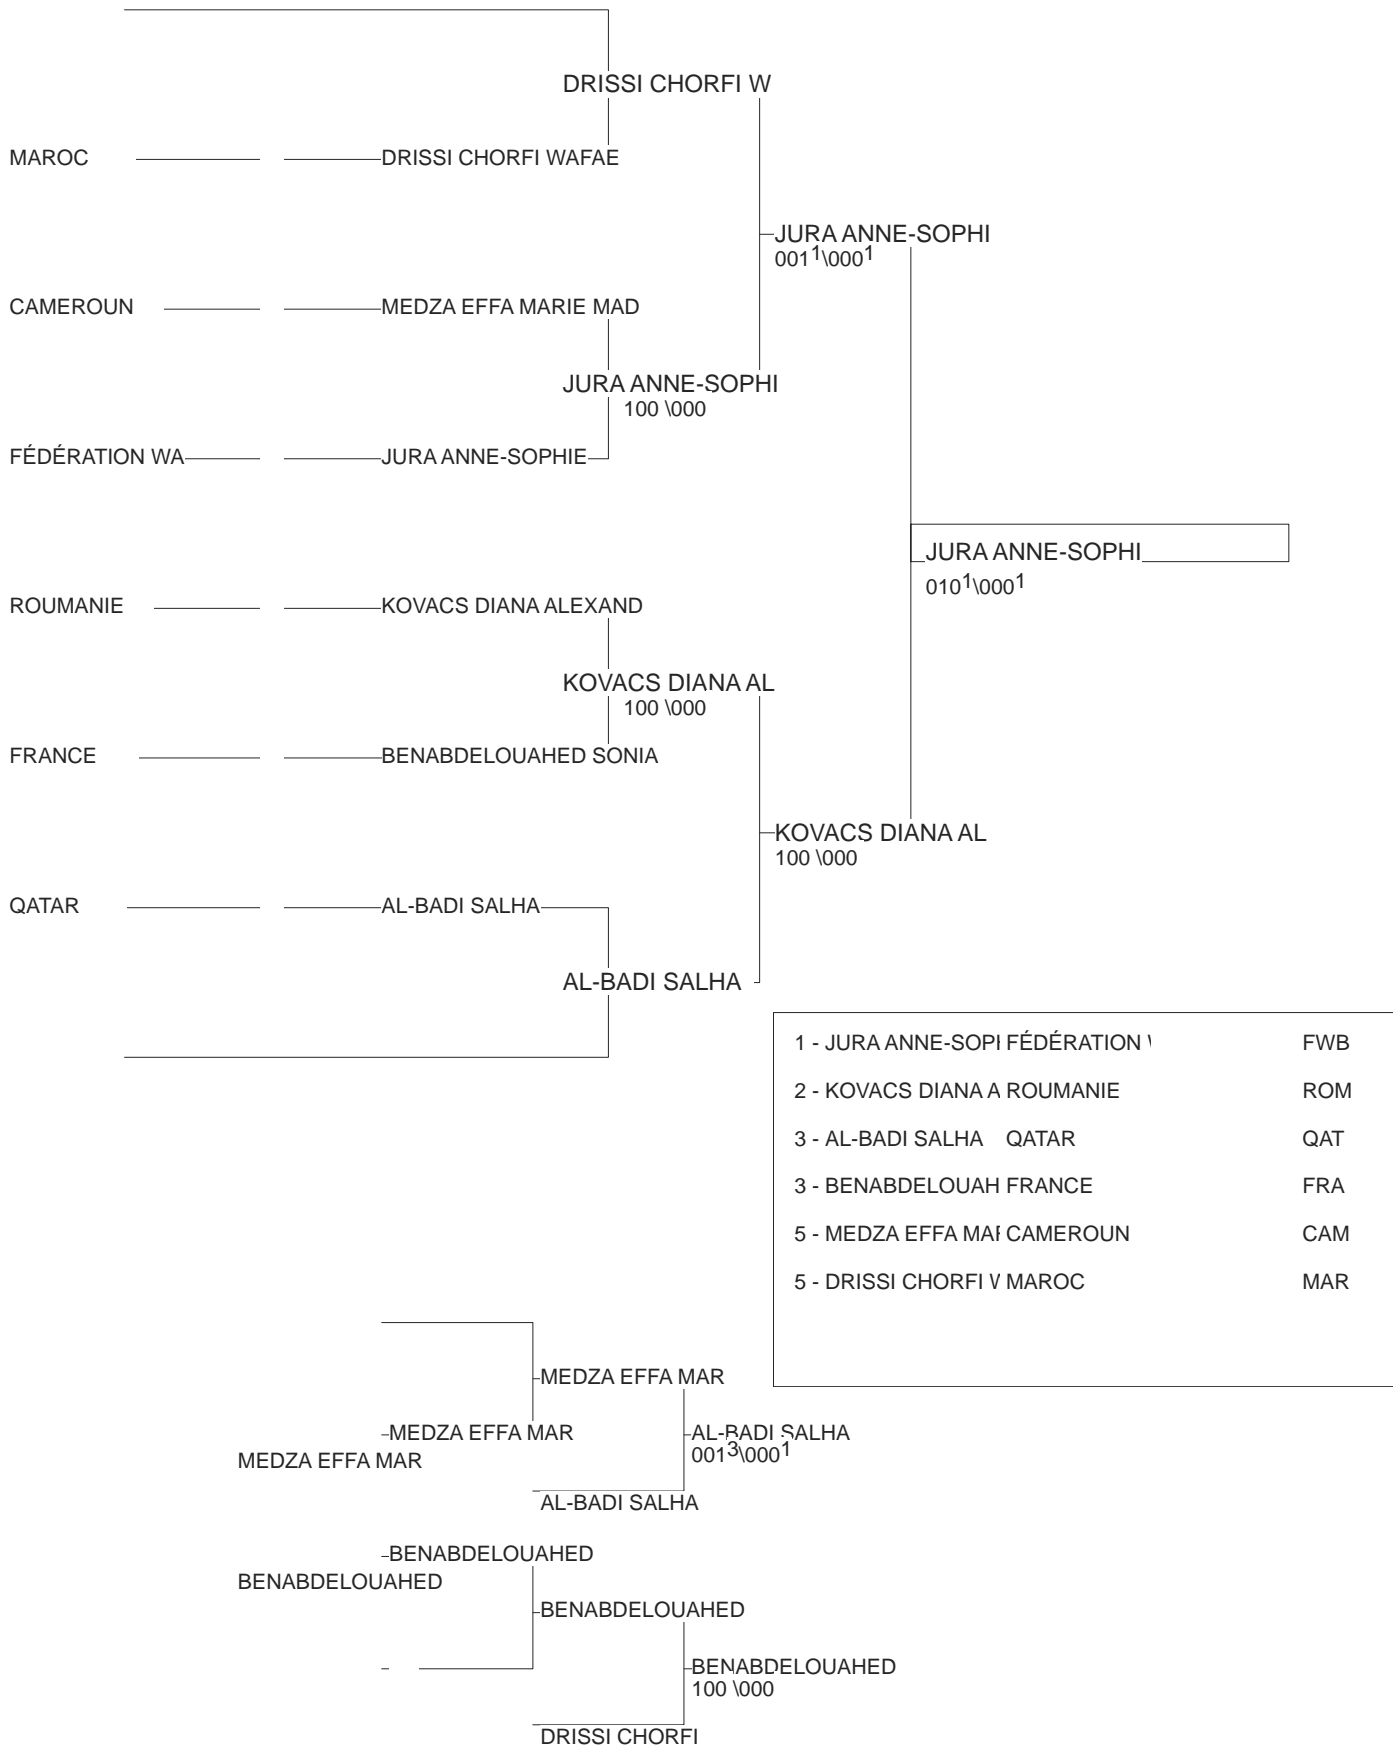 DRISSI CHORFI W
MAROC DRISSI CHORFI WAFAE
JURA ANNE-SOPHI
001¹\000¹
CAMEROUN MEDZA EFFA MARIE MAD
JURA ANNE-SOPHI
100 \000
FÉDÉRATION WA JURA ANNE-SOPHIE
JURA ANNE-SOPHI
010¹\000¹
ROUMANIE KOVACS DIANA ALEXAND
KOVACS DIANA AL
100 \000
FRANCE BENABDELOUAHED SONIA
KOVACS DIANA AL
100 \000
QATAR AL-BADI SALHA
AL-BADI SALHA
1 - JURA ANNE-SOPH FÉDÉRATION FWB
2 - KOVACS DIANA A ROUMANIE ROM
3 - AL-BADI SALHA QATAR QAT
3 - BENABDELOUAH FRANCE FRA
5 - MEDZA EFFA MA CAMEROUN CAM
5 - DRISSI CHORFI MAROC MAR
MEDZA EFFA MAR
MEDZA EFFA MAR
AL-BADI SALHA
001³\000¹
MEDZA EFFA MAR
AL-BADI SALHA
BENABDELOUAHED
BENABDELOUAHED
BENABDELOUAHED
BENABDELOUAHED
100 \000
DRISSI CHORFI